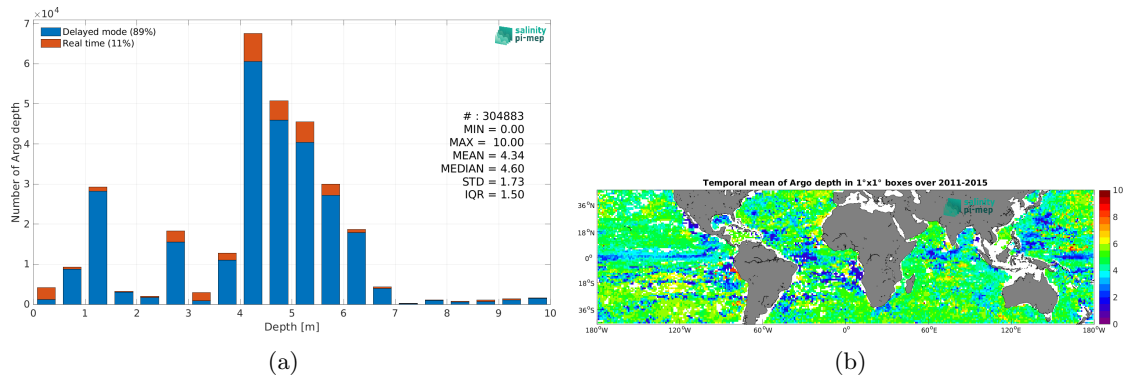 ×10⁴
7
6
5
4
3
2
1
0
Number of Argo depth
Delayed mode (89%)
Real time (11%)
salinity
pi-mep
# : 304883
MIN = 0.00
MAX = 10.00
MEAN = 4.34
MEDIAN = 4.60
STD = 1.73
IQR = 1.50
0 1 2 3 4 5 6 7 8 9 10
Depth [m]
(a)
Temporal mean of Argo depth in 1°x1° boxes over 2011-2015
salinity
pi-mep
36°N
18°N
0°
18°S
36°S
180°W 120°W 60°W 0° 60°E 120°E 180°W
10
8
6
4
2
0
(b)